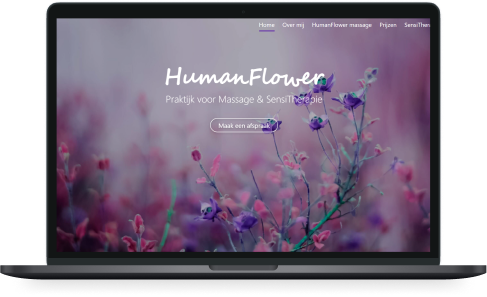 Home Over mij HumanFlower massage Prijzen SensiTher
HumanFlower
Praktijk voor Massage & SensiTherapie
Maak een afspraak